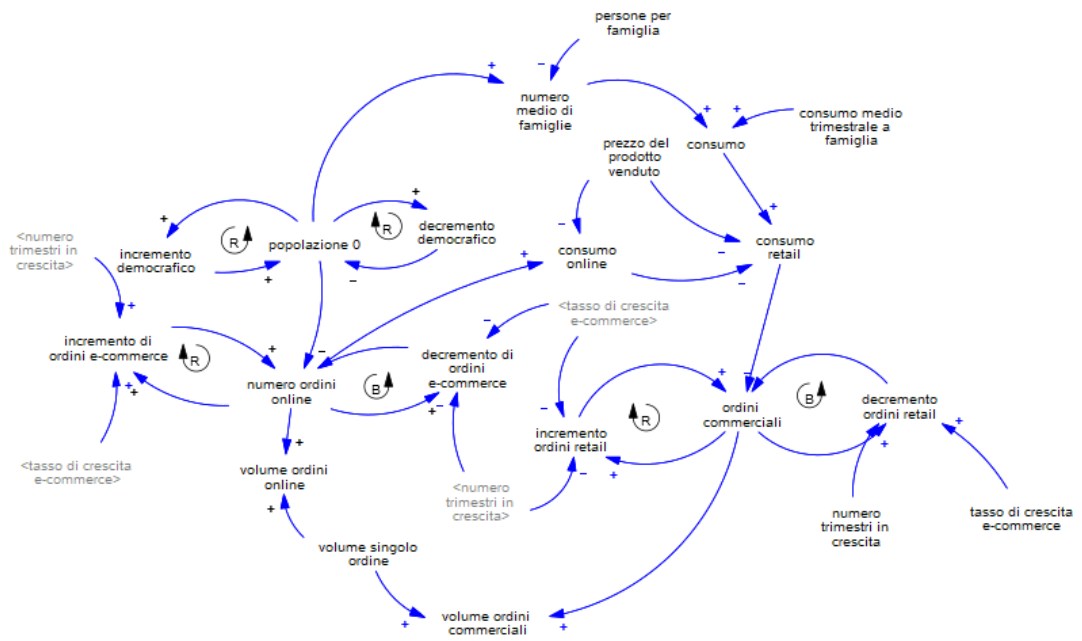 persone per
famiglia
numero
medio di
famiglie
consumo medio
trimestrale a
famiglia
consumo
prezzo del
prodotto
venduto
<numero
trimestri in
crescita>
incremento
democrafico
R
popolazione 0
R
decremento
democrafico
consumo
online
consumo
retail
<tasso di crescita
e-commerce>
incremento di
ordini e-commerce
R
numero ordini
online
B
decremento di
ordini
e-commerce
incremento
ordini retail
R
ordini
commerciali
B
decremento
ordini retail
<tasso di crescita
e-commerce>
volume ordini
online
<numero
trimestri in
crescita>
numero
trimestri in
crescita
tasso di crescita
e-commerce
volume singolo
ordine
volume ordini
commerciali